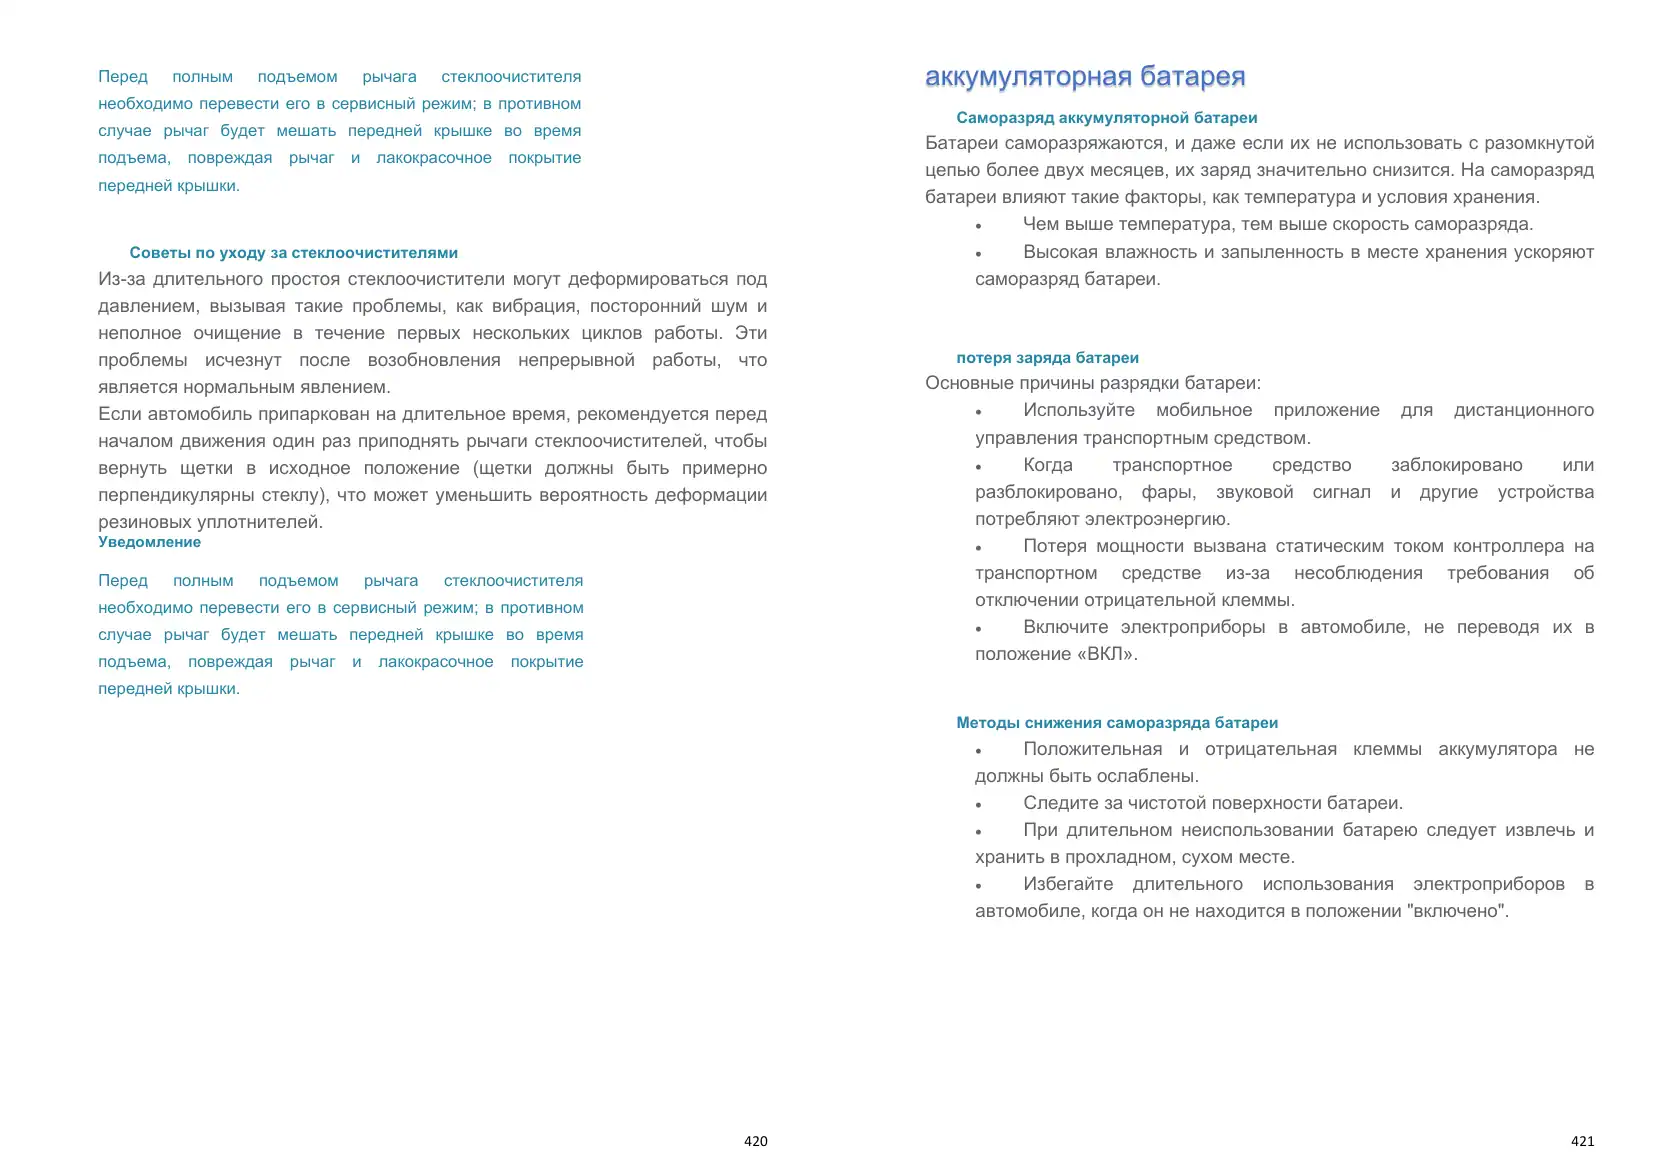 Перед полным подъемом рычага стеклоочистителя
необходимо перевести его в сервисный режим; в противном
случае рычаг будет мешать передней крышке во время
подъема, повреждая рычаг и лакокрасочное покрытие
передней крышки.
Советы по уходу за стеклоочистителями
Из-за длительного простоя стеклоочистители могут деформироваться под
давлением, вызывая такие проблемы, как вибрация, посторонний шум и
неполное очищение в течение первых нескольких циклов работы. Эти
проблемы исчезнут после возобновления непрерывной работы, что
является нормальным явлением.
Если автомобиль припаркован на длительное время, рекомендуется перед
началом движения один раз приподнять рычаги стеклоочистителей, чтобы
вернуть щетки в исходное положение (щетки должны быть примерно
перпендикулярны стеклу), что может уменьшить вероятность деформации
резиновых уплотнителей.
Уведомление
Перед полным подъемом рычага стеклоочистителя
необходимо перевести его в сервисный режим; в противном
случае рычаг будет мешать передней крышке во время
подъема, повреждая рычаг и лакокрасочное покрытие
передней крышки.
420
аккумуляторная батарея
Саморазряд аккумуляторной батареи
Батареи саморазряжаются, и даже если их не использовать с разомкнутой
цепью более двух месяцев, их заряд значительно снизится. На саморазряд
батареи влияют такие факторы, как температура и условия хранения.
• Чем выше температура, тем выше скорость саморазряда.
• Высокая влажность и запыленность в месте хранения ускоряют
саморазряд батареи.
потеря заряда батареи
Основные причины разрядки батареи:
• Используйте мобильное приложение для дистанционного
управления транспортным средством.
• Когда транспортное средство заблокировано или
разблокировано, фары, звуковой сигнал и другие устройства
потребляют электроэнергию.
• Потеря мощности вызвана статическим током контроллера на
транспортном средстве из-за несоблюдения требования об
отключении отрицательной клеммы.
• Включите электроприборы в автомобиле, не переводя их в
положение «ВКЛ».
Методы снижения саморазряда батареи
• Положительная и отрицательная клеммы аккумулятора не
должны быть ослаблены.
• Следите за чистотой поверхности батареи.
• При длительном неиспользовании батарею следует извлечь и
хранить в прохладном, сухом месте.
• Избегайте длительного использования электроприборов в
автомобиле, когда он не находится в положении "включено".
421